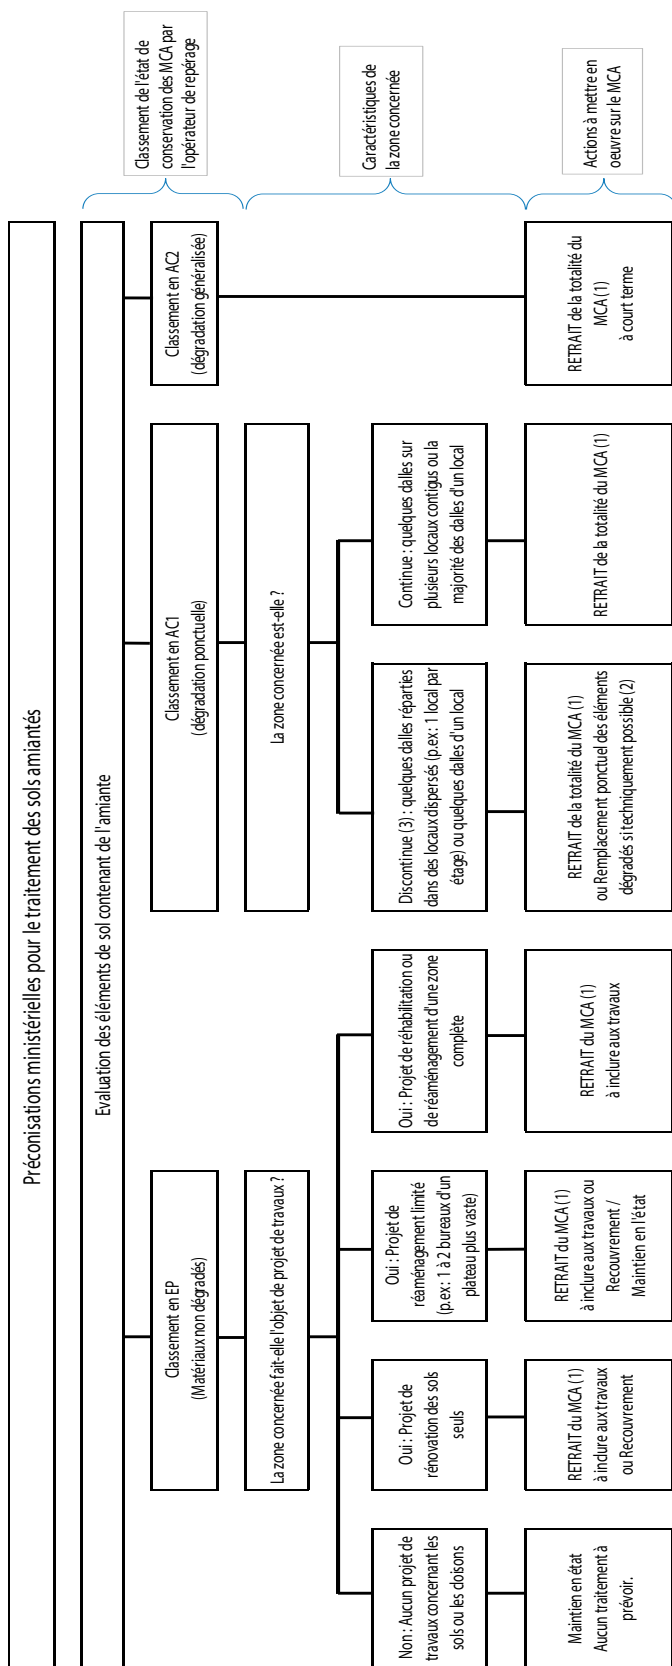 Préconisations ministérielles pour le traitement des sols amiantés
Evaluation des éléments de sol contenant de l'amiante
Classement de l'état de
conservation des MCA par
l'opérateur de repérage
Classement en EP
(Matériaux non dégradés)
Classement en AC1
(dégradation ponctuelle)
Classement en AC2
(dégradation généralisée)
La zone concernée fait-elle l'objet de projet de travaux ?
La zone concernée est-elle ?
Caractéristiques de
la zone concernée
Non : Aucun projet de
travaux concernant les
sols ou les cloisons
Oui : Projet de
rénovation des sols
seuls
Oui : Projet de
réaménagement limité
(p.ex : 1 à 2 bureaux d'un
plateau plus vaste)
Oui : Projet de réhabilitation ou
de réaménagement d'une zone
complète
Discontinue (3) : quelques dalles réparties
dans des locaux dispersés (p.ex : 1 local par
étage) ou quelques dalles d'un local
Continue : quelques dalles sur
plusieurs locaux contigus ou la
majorité des dalles d'un local
Maintien en état
Aucun traitement à
prévoir.
RETRAIT du MCA (1)
à inclure aux travaux
ou Recouvrement
RETRAIT du MCA (1)
à inclure aux travaux ou
Recouvrement /
Maintien en l'état
RETRAIT du MCA (1)
à inclure aux travaux
RETRAIT de la totalité du MCA (1)
ou Remplacement ponctuel des éléments
dégradés si techniquement possible (2)
RETRAIT de la totalité du MCA (1)
RETRAIT de la totalité du
MCA (1)
à court terme
Actions à mettre en
oeuvre sur le MCA